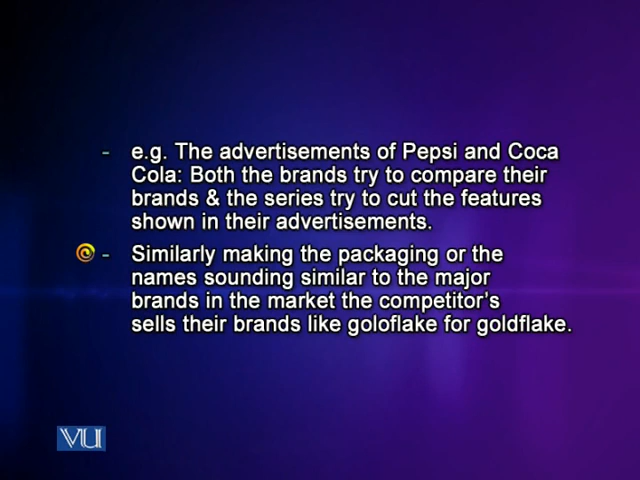 - e.g. The advertisements of Pepsi and Coca
Cola: Both the brands try to compare their
brands & the series try to cut the features
shown in their advertisements.
- Similarly making the packaging or the
names sounding similar to the major
brands in the market the competitor's
sells their brands like goloflake for goldflake.
VU